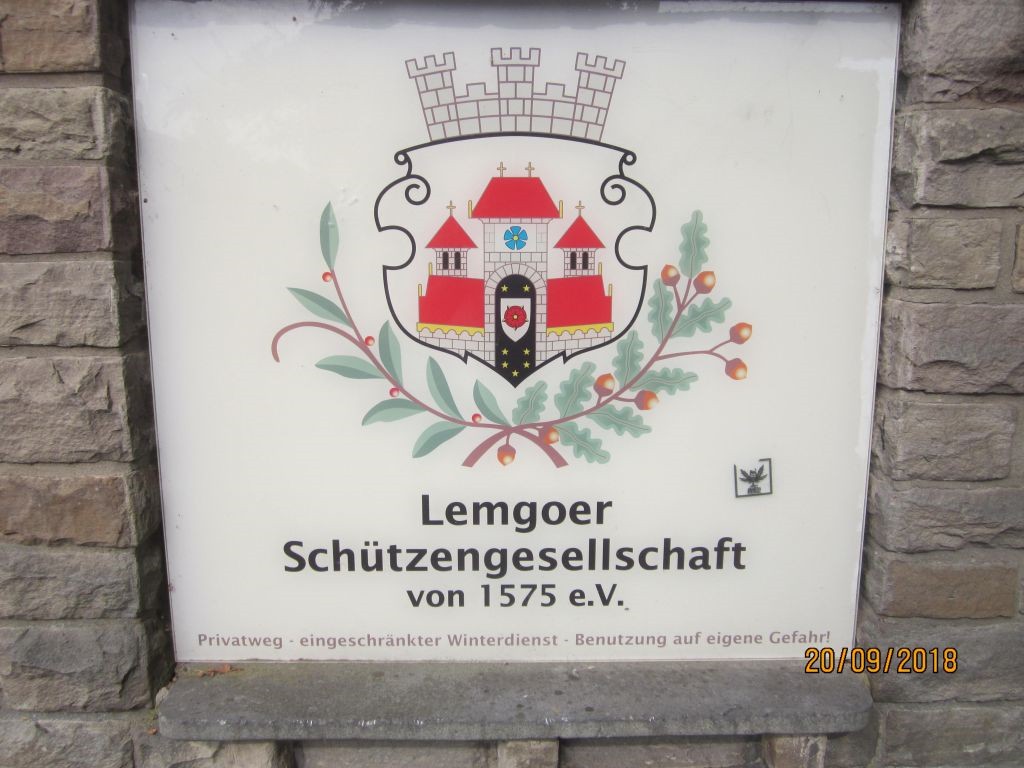 Lemgoer
Schützengesellschaft
von 1575 e.V.
Privatweg - eingeschränkter Winterdienst - Benutzung auf eigene Gefahr!
20/09/2018